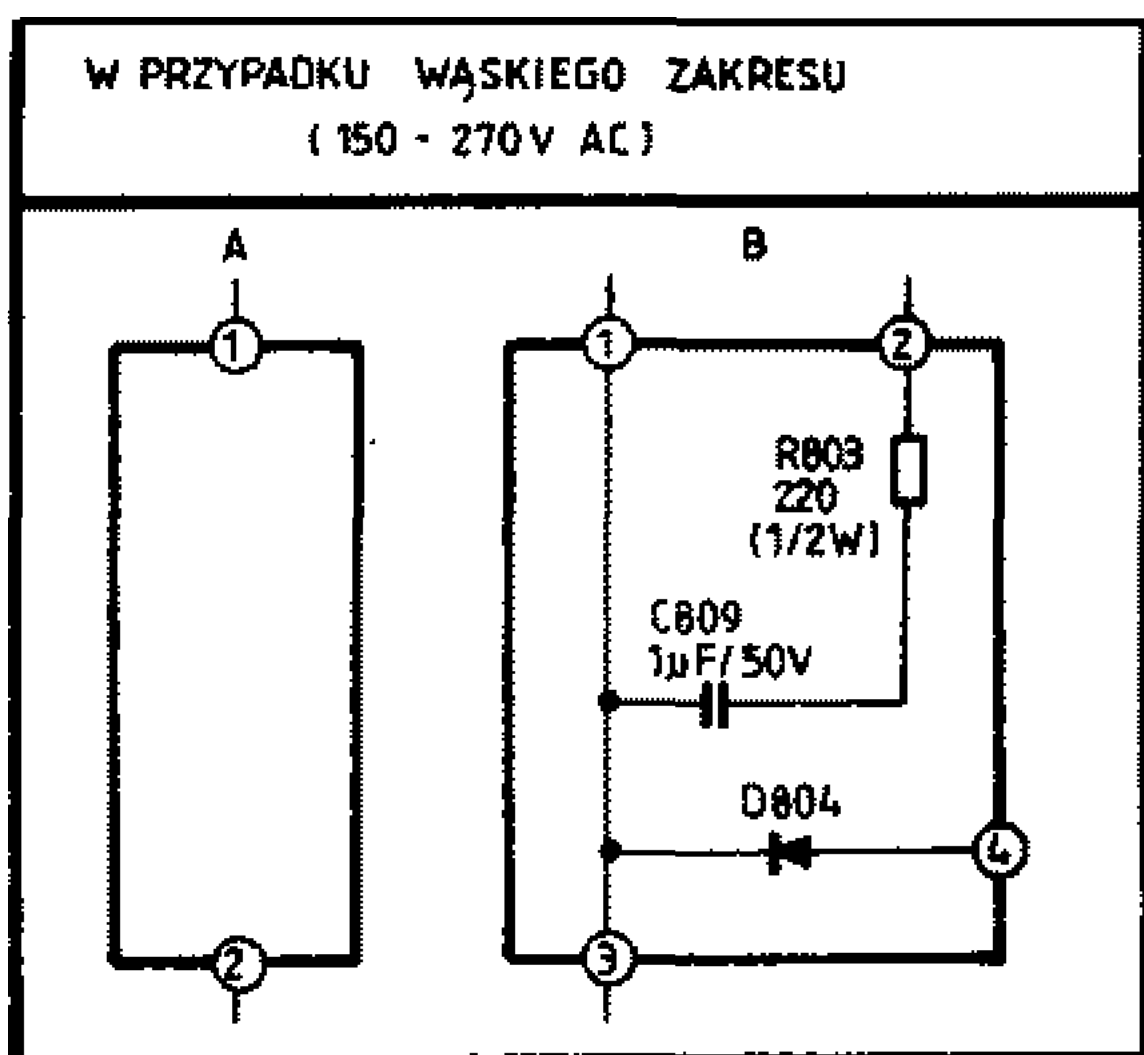 W PRZYPADKU WĄSKIEGO ZAKRESU
( 150 - 270V AC )
A
B
1
1
2
R803
220
(1/2W)
C809
1µF/50V
D804
4
2
3